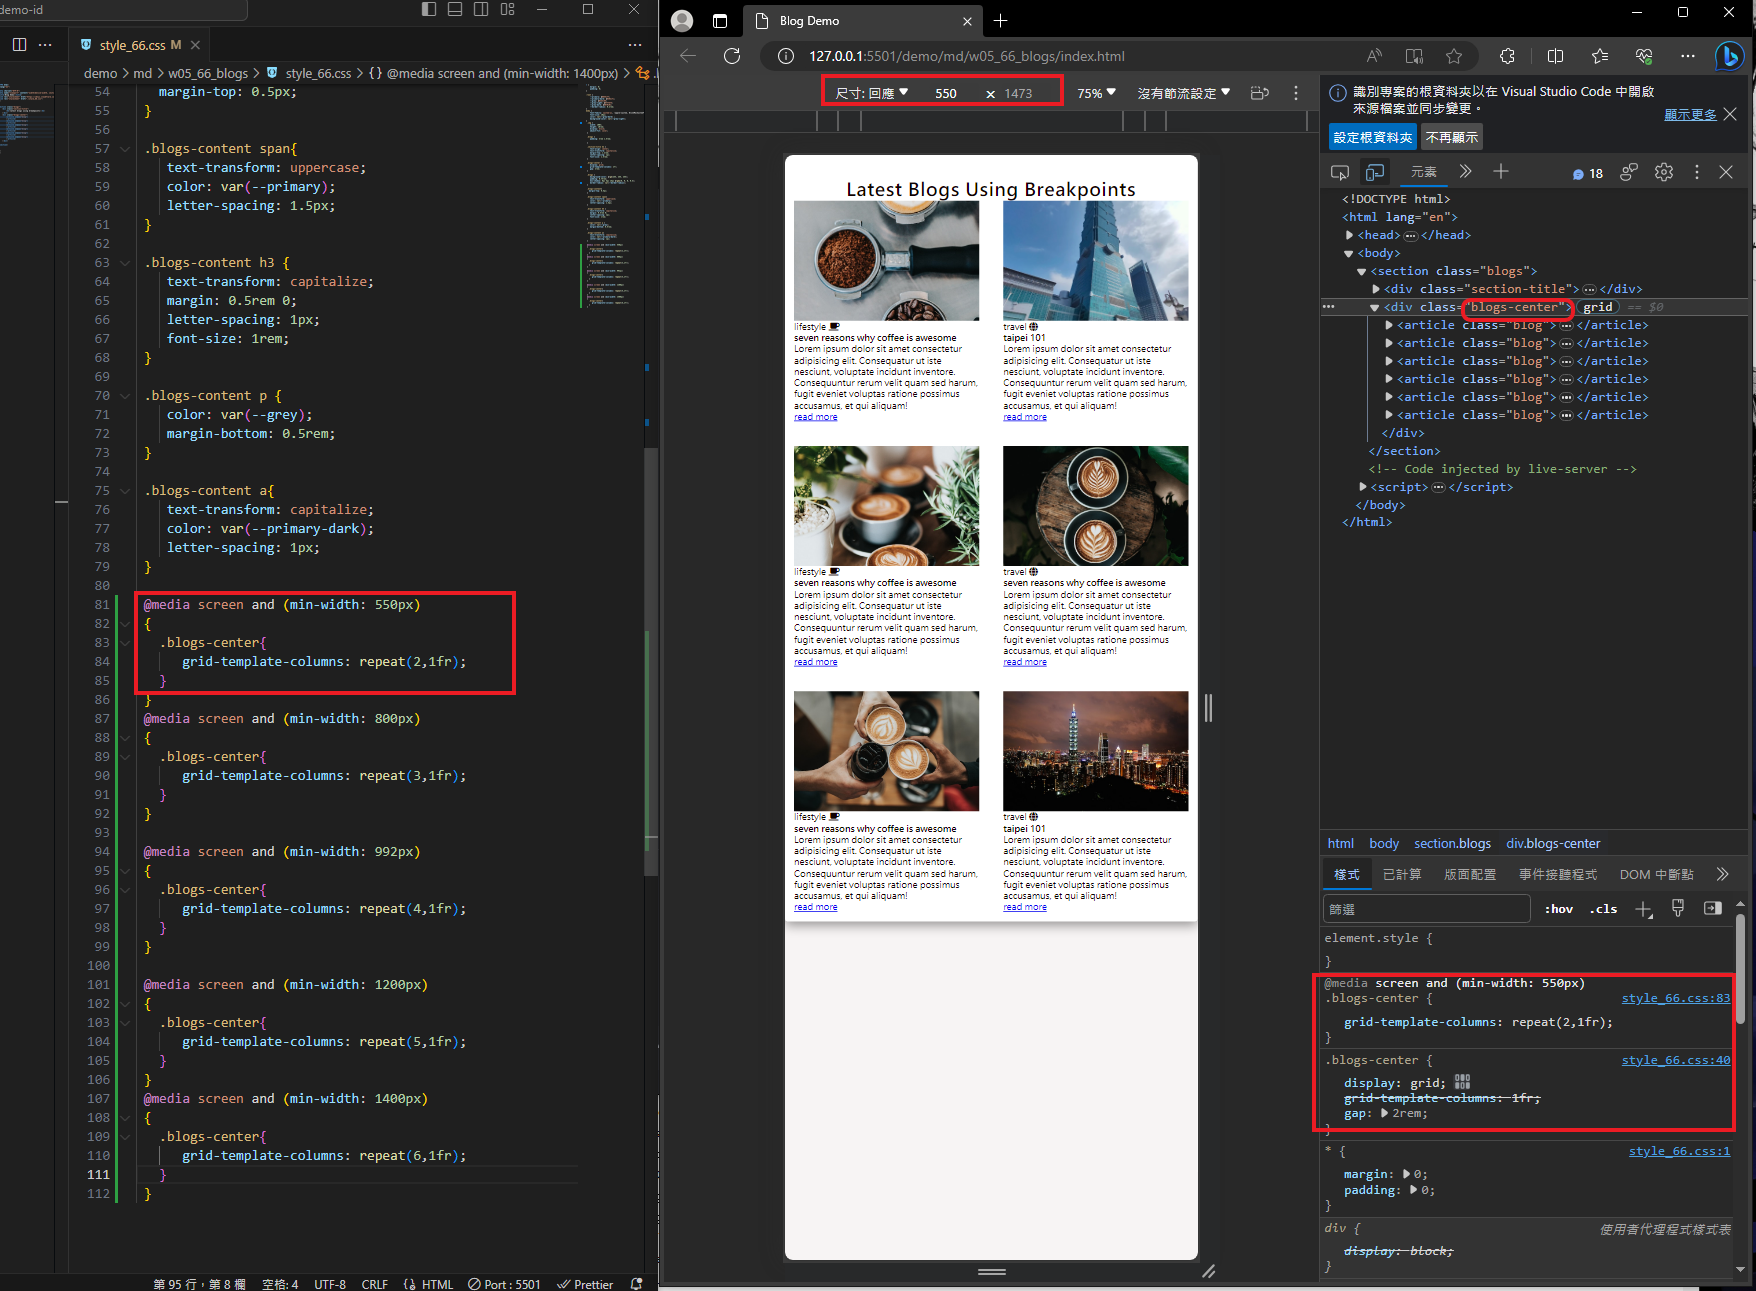 demo-id
style_66.css M
demo > md > w05_66_blogs > style_66.css > {} @media screen and (min-width: 1400px) >
54 margin-top: 0.5px;
55 }
56
57 .blogs-content span{
58 text-transform: uppercase;
59 color: var(--primary);
60 letter-spacing: 1.5px;
61 }
62
63 .blogs-content h3 {
64 text-transform: capitalize;
65 margin: 0.5rem 0;
66 letter-spacing: 1px;
67 font-size: 1rem;
68 }
69
70 .blogs-content p {
71 color: var(--grey);
72 margin-bottom: 0.5rem;
73 }
74
75 .blogs-content a{
76 text-transform: capitalize;
77 color: var(--primary-dark);
78 letter-spacing: 1px;
79 }
80
81 @media screen and (min-width: 550px)
82 {
83 .blogs-center{
84 grid-template-columns: repeat(2,1fr);
85 }
86 }
87 @media screen and (min-width: 800px)
88 {
89 .blogs-center{
90 grid-template-columns: repeat(3,1fr);
91 }
92 }
93
94 @media screen and (min-width: 992px)
95 {
96 .blogs-center{
97 grid-template-columns: repeat(4,1fr);
98 }
99 }
100
101 @media screen and (min-width: 1200px)
102 {
103 .blogs-center{
104 grid-template-columns: repeat(5,1fr);
105 }
106 }
107 @media screen and (min-width: 1400px)
108 {
109 .blogs-center{
110 grid-template-columns: repeat(6,1fr);
111 }
112 }
第 95 行，第 8 欄 空格: 4 UTF-8 CRLF {} HTML Port : 5501 Prettier
Blog Demo
127.0.0.1:5501/demo/md/w05_66_blogs/index.html
尺寸: 回應 550 × 1473 75% 沒有節流設定
Latest Blogs Using Breakpoints
lifestyle
seven reasons why coffee is awesome
Lorem ipsum dolor sit amet consectetur
adipisicing elit. Consequatur ut iste
nesciunt, voluptate incidunt inventore.
Consequuntur rerum velit quam sed harum,
fugit eveniet voluptas ratione possimus
accusamus, et qui aliquam!
read more
travel
taipei 101
Lorem ipsum dolor sit amet consectetur
adipisicing elit. Consequatur ut iste
nesciunt, voluptate incidunt inventore.
Consequuntur rerum velit quam sed harum,
fugit eveniet voluptas ratione possimus
accusamus, et qui aliquam!
read more
lifestyle
seven reasons why coffee is awesome
Lorem ipsum dolor sit amet consectetur
adipisicing elit. Consequatur ut iste
nesciunt, voluptate incidunt inventore.
Consequuntur rerum velit quam sed harum,
fugit eveniet voluptas ratione possimus
accusamus, et qui aliquam!
read more
travel
seven reasons why coffee is awesome
Lorem ipsum dolor sit amet consectetur
adipisicing elit. Consequatur ut iste
nesciunt, voluptate incidunt inventore.
Consequuntur rerum velit quam sed harum,
fugit eveniet voluptas ratione possimus
accusamus, et qui aliquam!
read more
lifestyle
seven reasons why coffee is awesome
Lorem ipsum dolor sit amet consectetur
adipisicing elit. Consequatur ut iste
nesciunt, voluptate incidunt inventore.
Consequuntur rerum velit quam sed harum,
fugit eveniet voluptas ratione possimus
accusamus, et qui aliquam!
read more
travel
taipei 101
Lorem ipsum dolor sit amet consectetur
adipisicing elit. Consequatur ut iste
nesciunt, voluptate incidunt inventore.
Consequuntur rerum velit quam sed harum,
fugit eveniet voluptas ratione possimus
accusamus, et qui aliquam!
read more
識別專案的根資料夾以在 Visual Studio Code 中開啟
來源檔案並同步變更。
顯示更多
設定根資料夾 不再顯示
元素 18
<!DOCTYPE html>
<html lang="en">
<head>…</head>
<body>
<section class="blogs">
<div class="section-title">…</div>
<div class="blogs-center"> grid == $0
<article class="blog">…</article>
<article class="blog">…</article>
<article class="blog">…</article>
<article class="blog">…</article>
<article class="blog">…</article>
<article class="blog">…</article>
</div>
</section>
<!-- Code injected by live-server -->
<script>…</script>
</body>
</html>
html body section.blogs div.blogs-center
樣式 已計算 版面配置 事件接聽程式 DOM 中斷點
篩選 :hov .cls
element.style {
}
@media screen and (min-width: 550px)
.blogs-center { style_66.css:83
grid-template-columns: repeat(2,1fr);
}
.blogs-center { style_66.css:40
display: grid;
grid-template-columns: 1fr;
gap: 2rem;
}
* { style_66.css:1
margin: 0;
padding: 0;
}
div { 使用者代理程式樣式表
display: block;
}